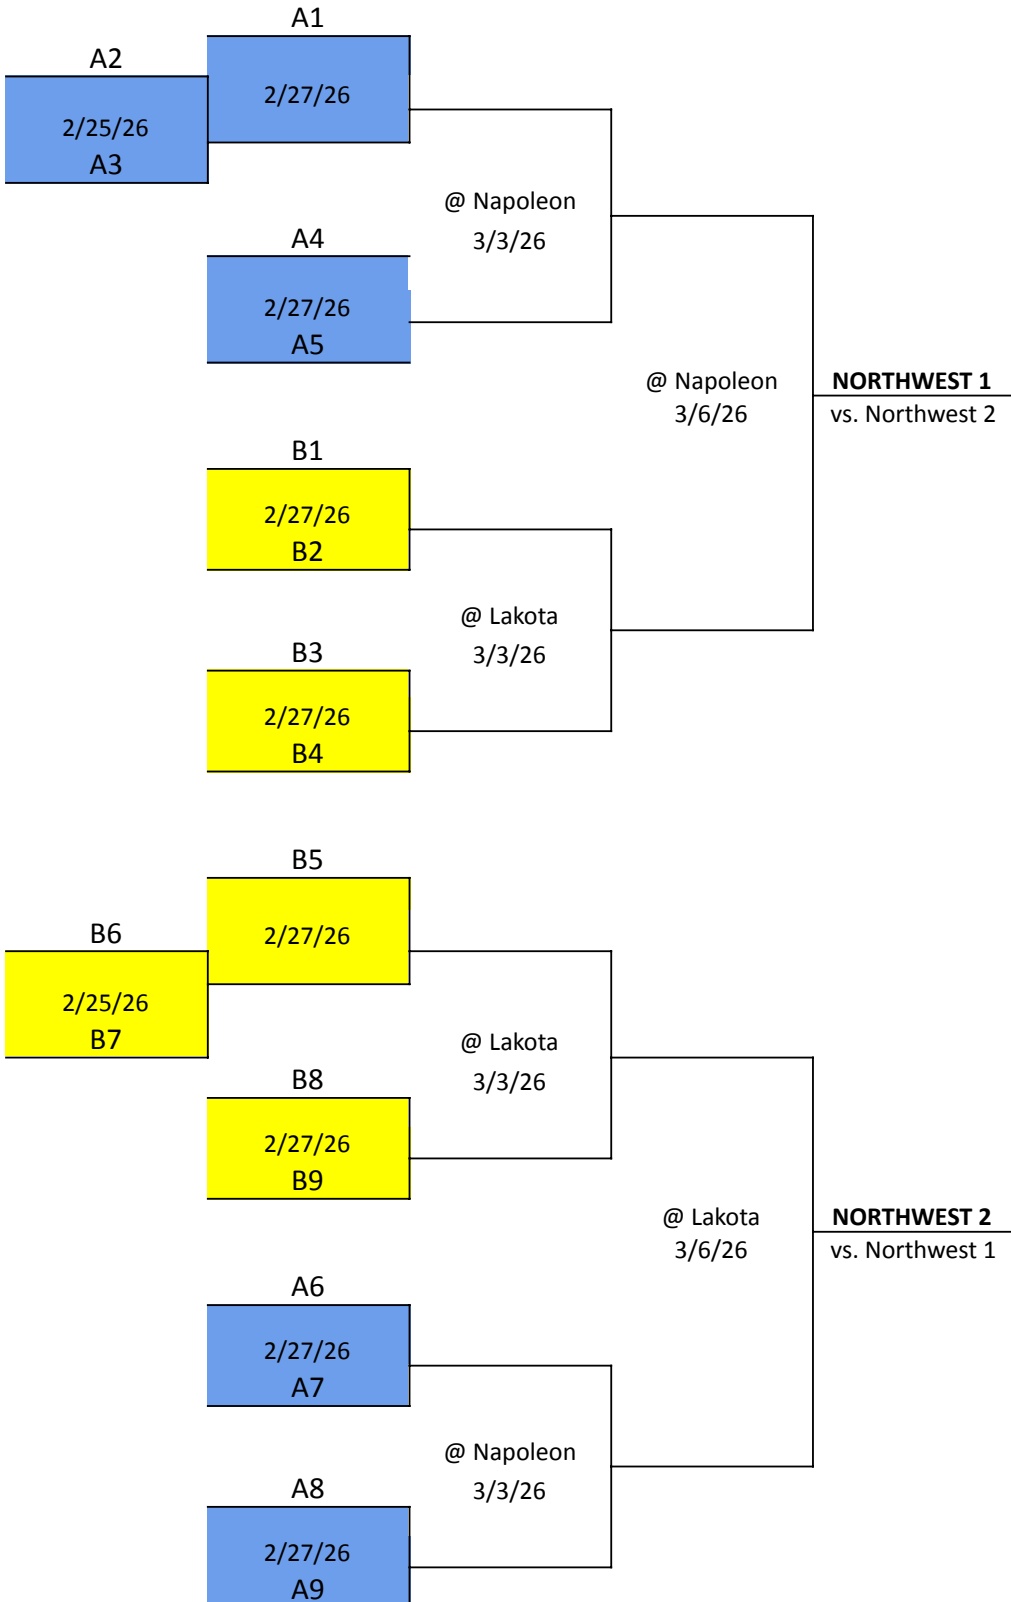 A1
A2
2/27/26
2/25/26
A3
@ Napoleon
3/3/26
A4
2/27/26
A5
@ Napoleon
3/6/26
NORTHWEST 1
vs. Northwest 2
B1
2/27/26
B2
@ Lakota
3/3/26
B3
2/27/26
B4
B5
B6
2/27/26
2/25/26
B7
@ Lakota
3/3/26
B8
2/27/26
B9
@ Lakota
3/6/26
NORTHWEST 2
vs. Northwest 1
A6
2/27/26
A7
@ Napoleon
3/3/26
A8
2/27/26
A9